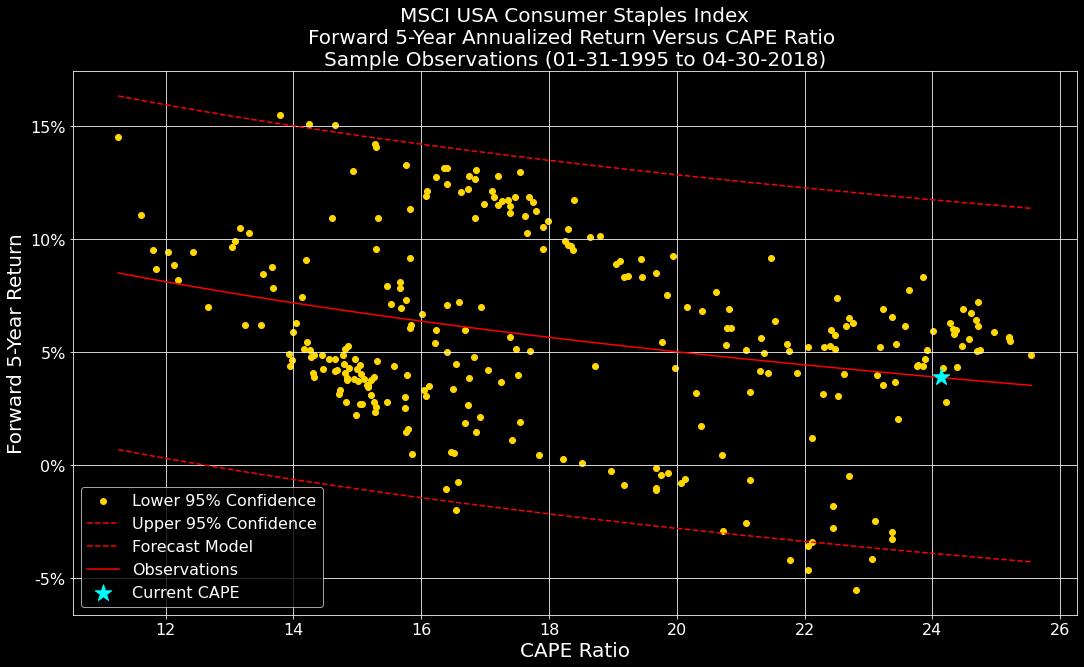 MSCI USA Consumer Staples Index
Forward 5-Year Annualized Return Versus CAPE Ratio
Sample Observations (01-31-1995 to 04-30-2018)
Forward 5-Year Return
15%
10%
5%
0%
-5%
Lower 95% Confidence
Upper 95% Confidence
Forecast Model
Observations
Current CAPE
12 14 16 18 20 22 24 26
CAPE Ratio